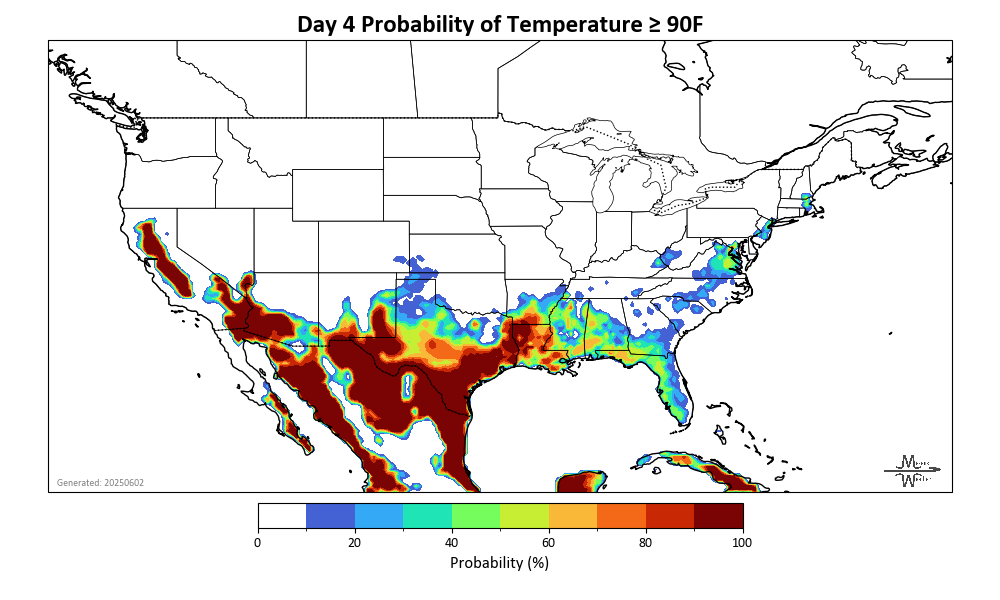 Day 4 Probability of Temperature ≥ 90F
Generated: 20250602
0 20 40 60 80 100
Probability (%)